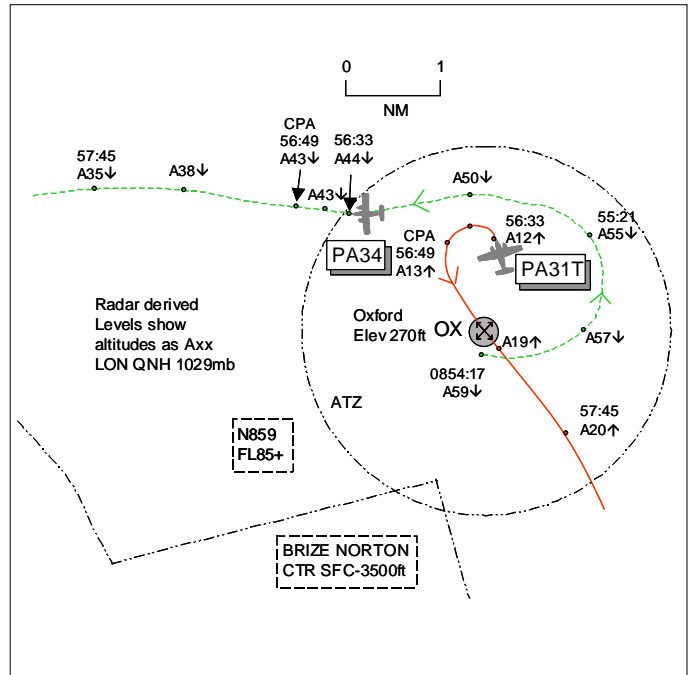 0
1
NM
CPA
56:49
A43↓
56:33
A44↓
57:45
A35↓
A38↓
A43↓
A50↓
55:21
A55↓
56:33
A12↑
CPA
56:49
A13↑
PA34
PA31T
Radar derived
Levels show
altitudes as Axx
LON QNH 1029mb
Oxford
Elev 270ft
OX
A19↑
A57↓
0854:17
A59↓
ATZ
57:45
A20↑
N859
FL85+
BRIZE NORTON
CTR SFC-3500ft